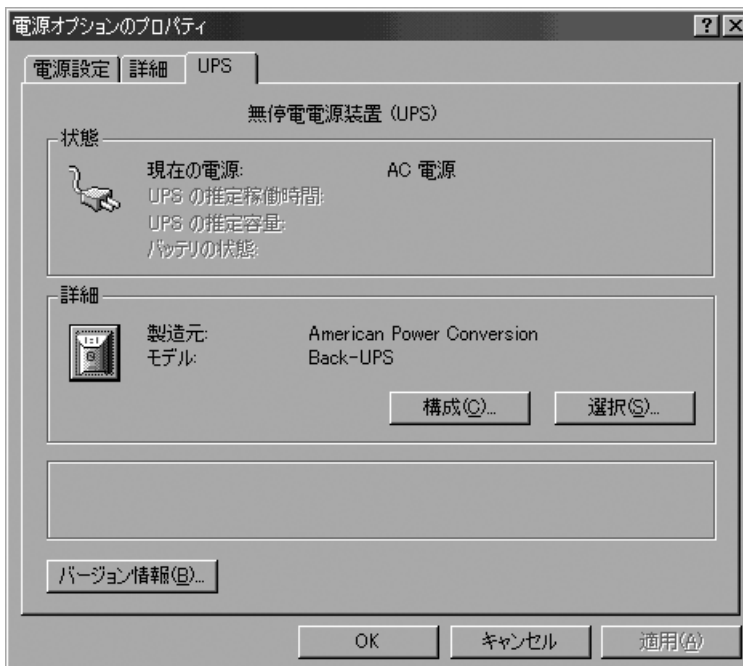 電源オプションのプロパティ
電源設定 詳細 UPS
無停電電源装置 (UPS)
状態
現在の電源: AC 電源
UPS の推定稼働時間:
UPS の推定容量:
バッテリの状態:
詳細
製造元: American Power Conversion
モデル: Back-UPS
構成(C)... 選択(S)...
バージョン情報(B)...
OK キャンセル 適用(A)